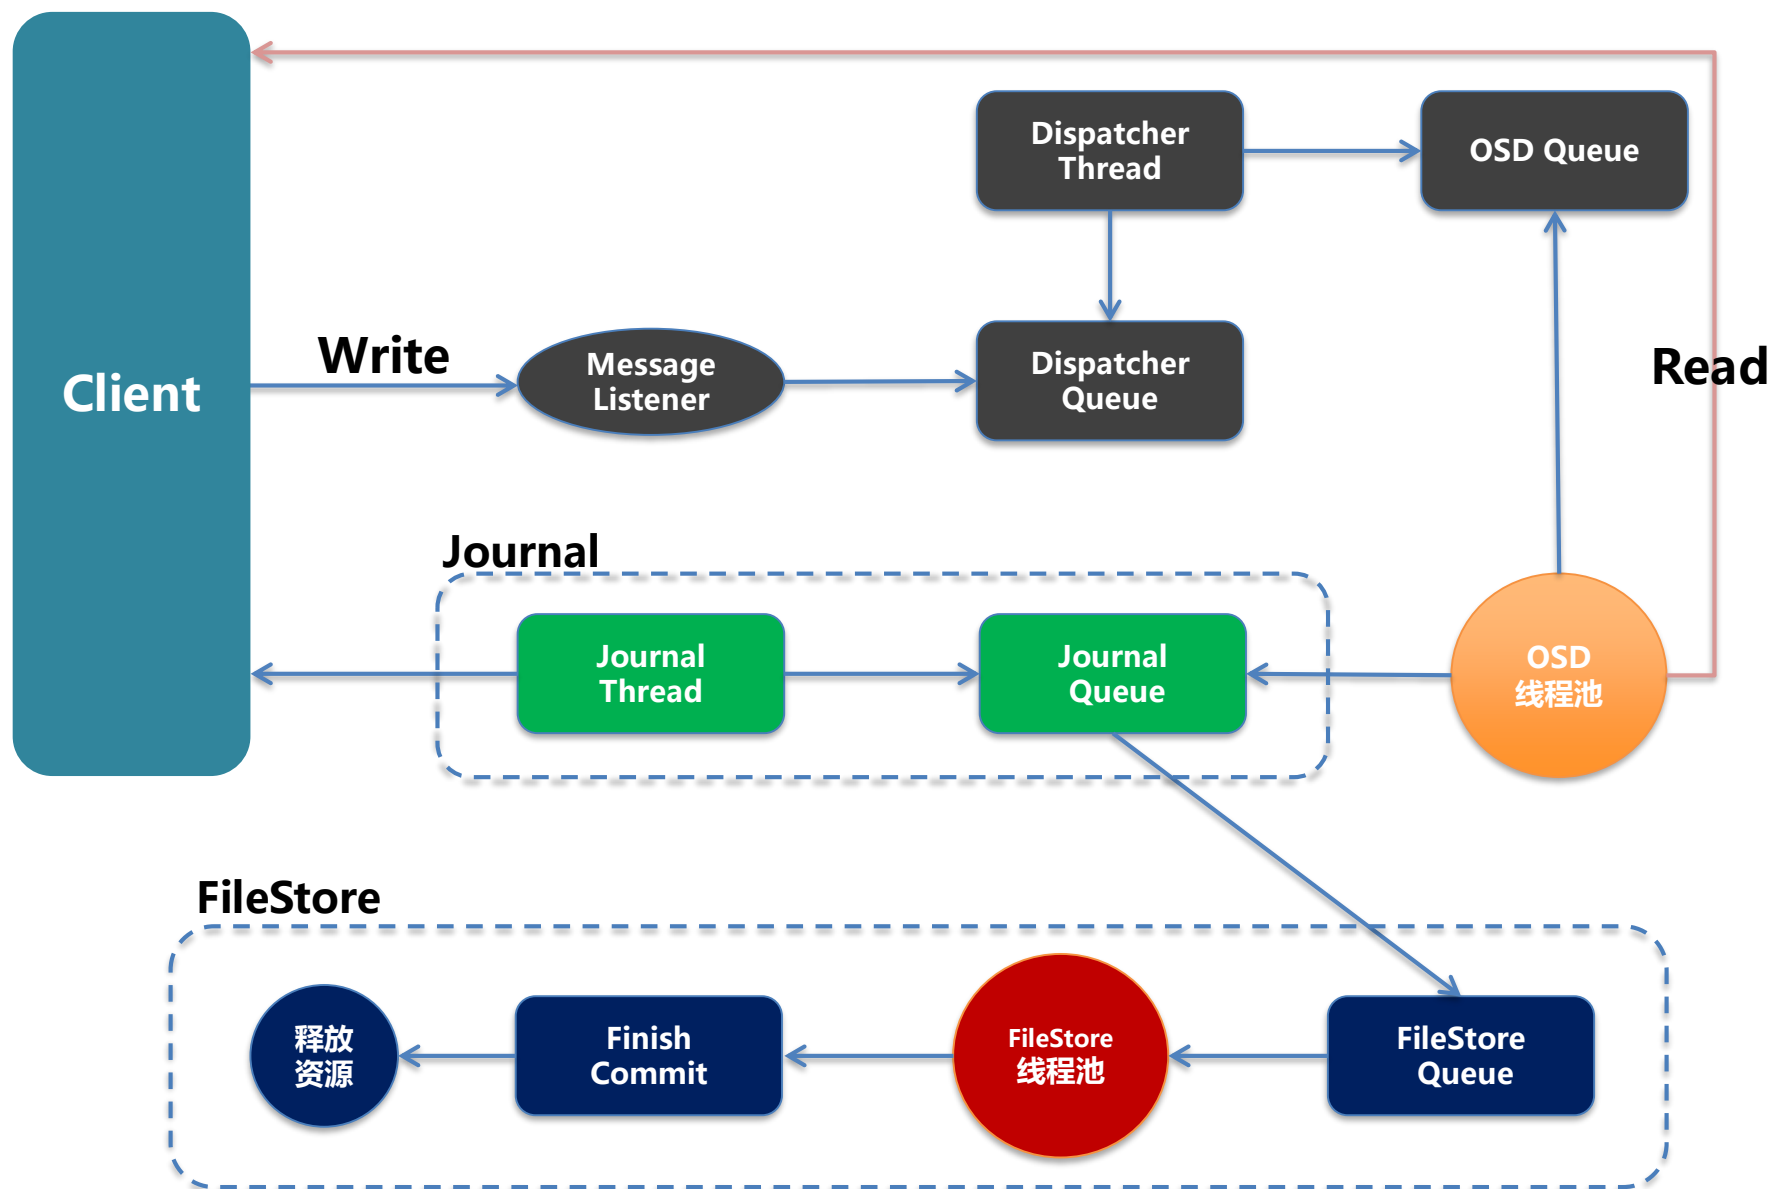 Dispatcher
Thread
OSD Queue
Write
Message
Listener
Dispatcher
Queue
Read
Client
Journal
Journal
Thread
Journal
Queue
OSD
线程池
FileStore
释放
资源
Finish
Commit
FileStore
线程池
FileStore
Queue